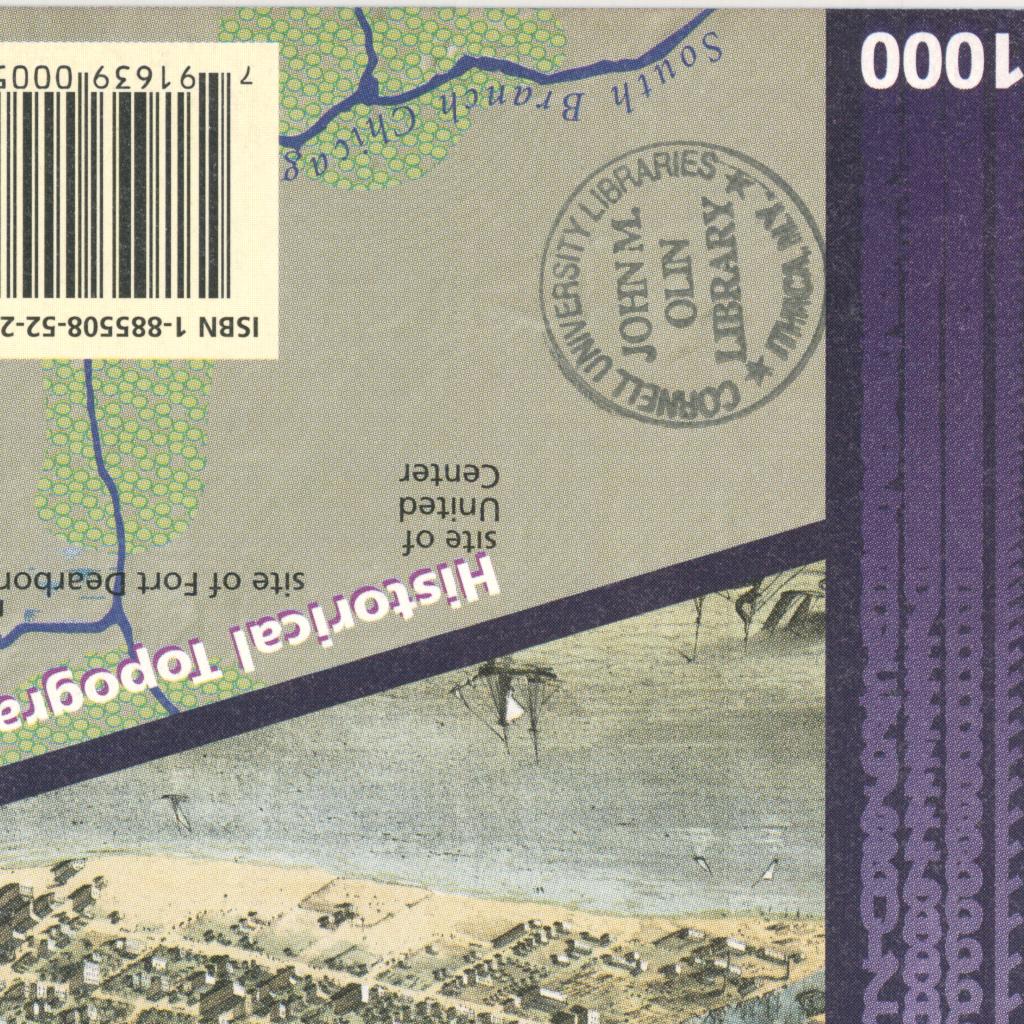 1000
Historical Topogra
site of
United
Center
site of Fort Dearbor
South Branch Chicag
ISBN 1-885508-52-2
7 91639 0005
CORNELL UNIVERSITY LIBRARIES
JOHN M.
OLIN
LIBRARY
ITHACA, N.Y.